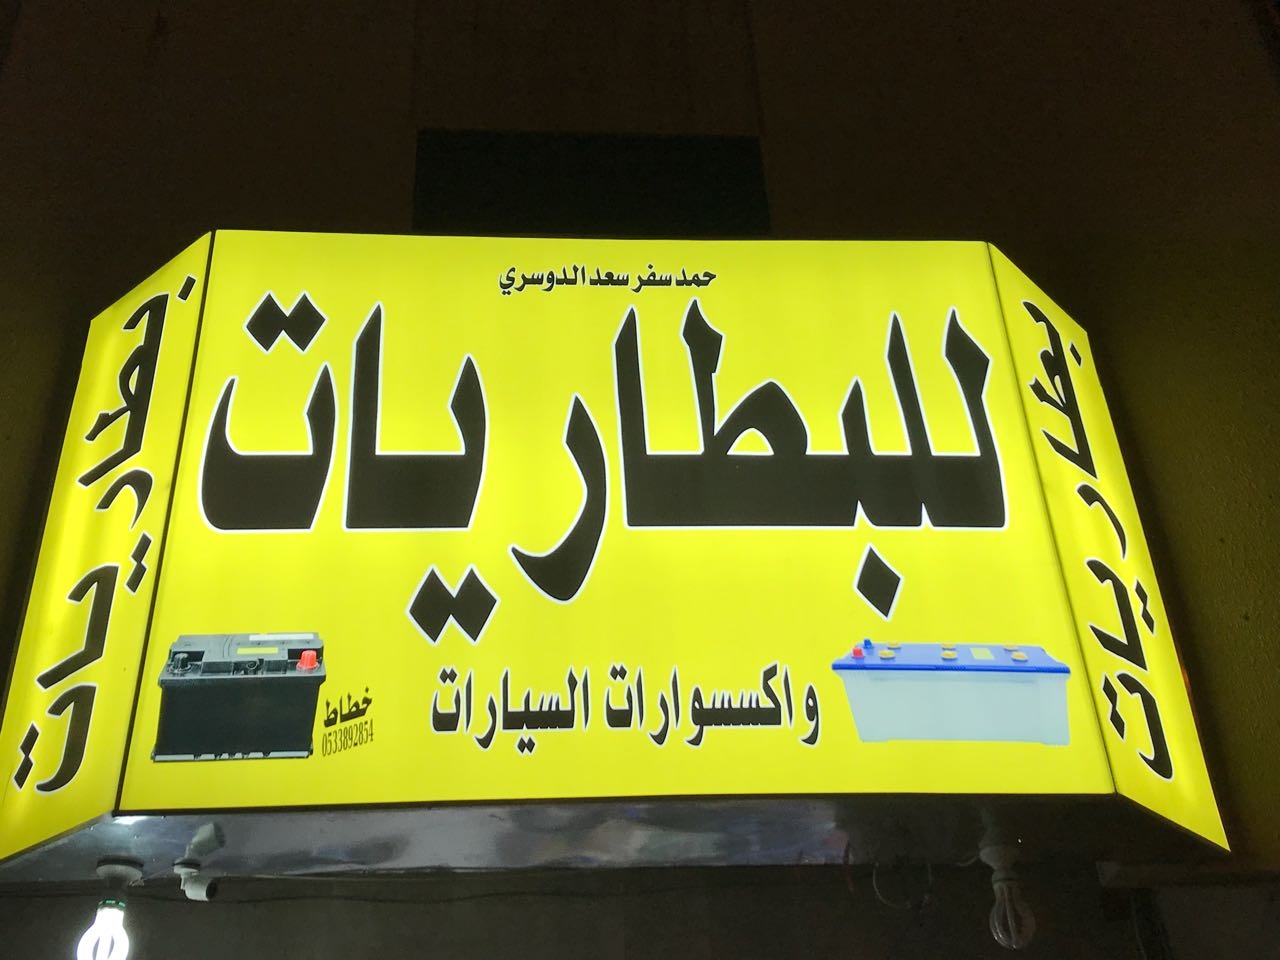 حمد سفر سعد الدوسري
للبطاريات
واكسسوارات السيارات
خطاط
0533892854
بطاريات
بطاريات